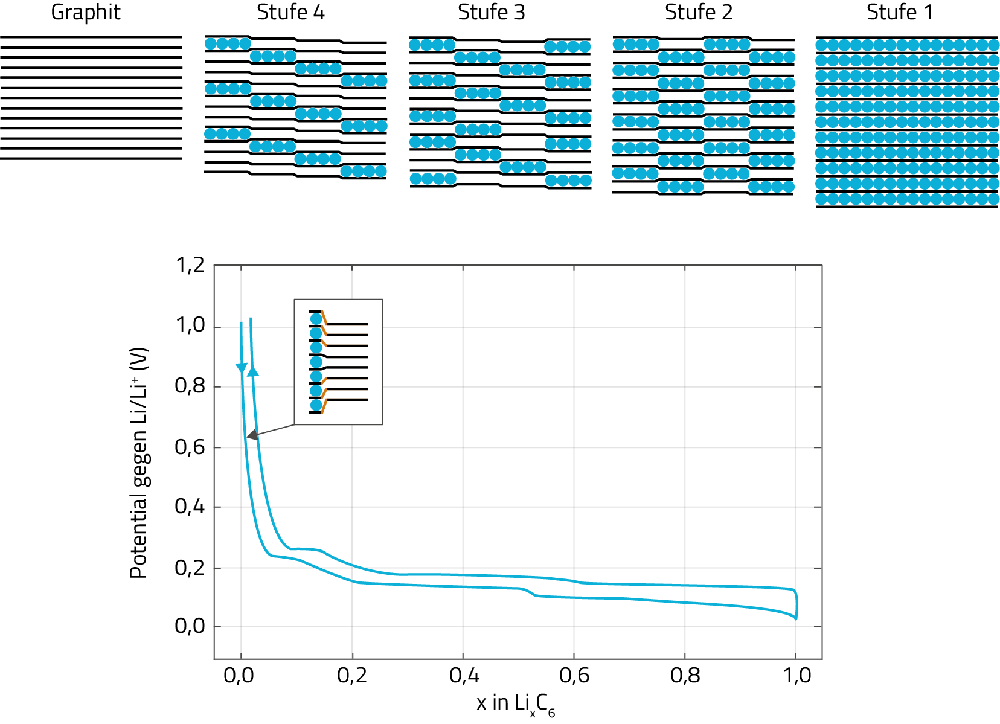 Graphit Stufe 4 Stufe 3 Stufe 2 Stufe 1
1,2
1,0
0,8
0,6
0,4
0,2
0,0
Potential gegen Li/Li⁺ (V)
0,0 0,2 0,4 0,6 0,8 1,0
x in LiₓC₆